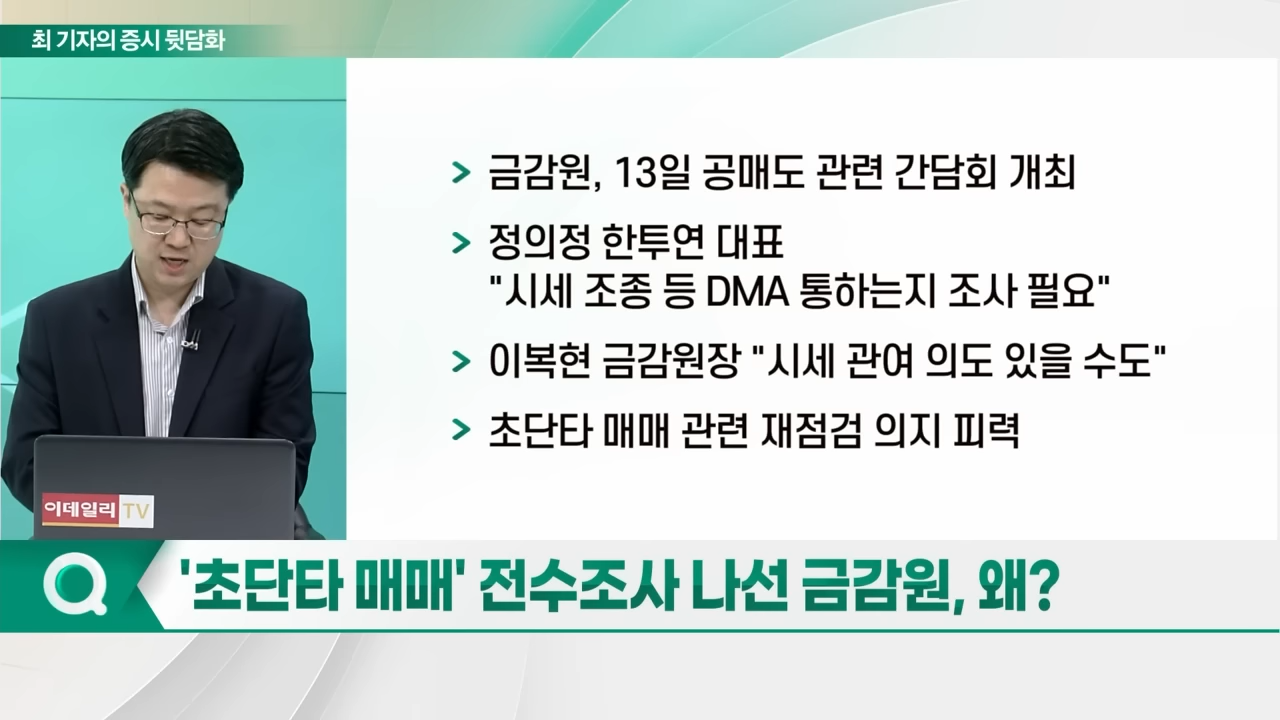 최 기자의 증시 뒷담화
> 금감원, 13일 공매도 관련 간담회 개최
> 정의정 한투연 대표
"시세 조종 등 DMA 통하는지 조사 필요"
> 이복현 금감원장 "시세 관여 의도 있을 수도"
> 초단타 매매 관련 재점검 의지 피력
이데일리 TV
'초단타 매매' 전수조사 나선 금감원, 왜?